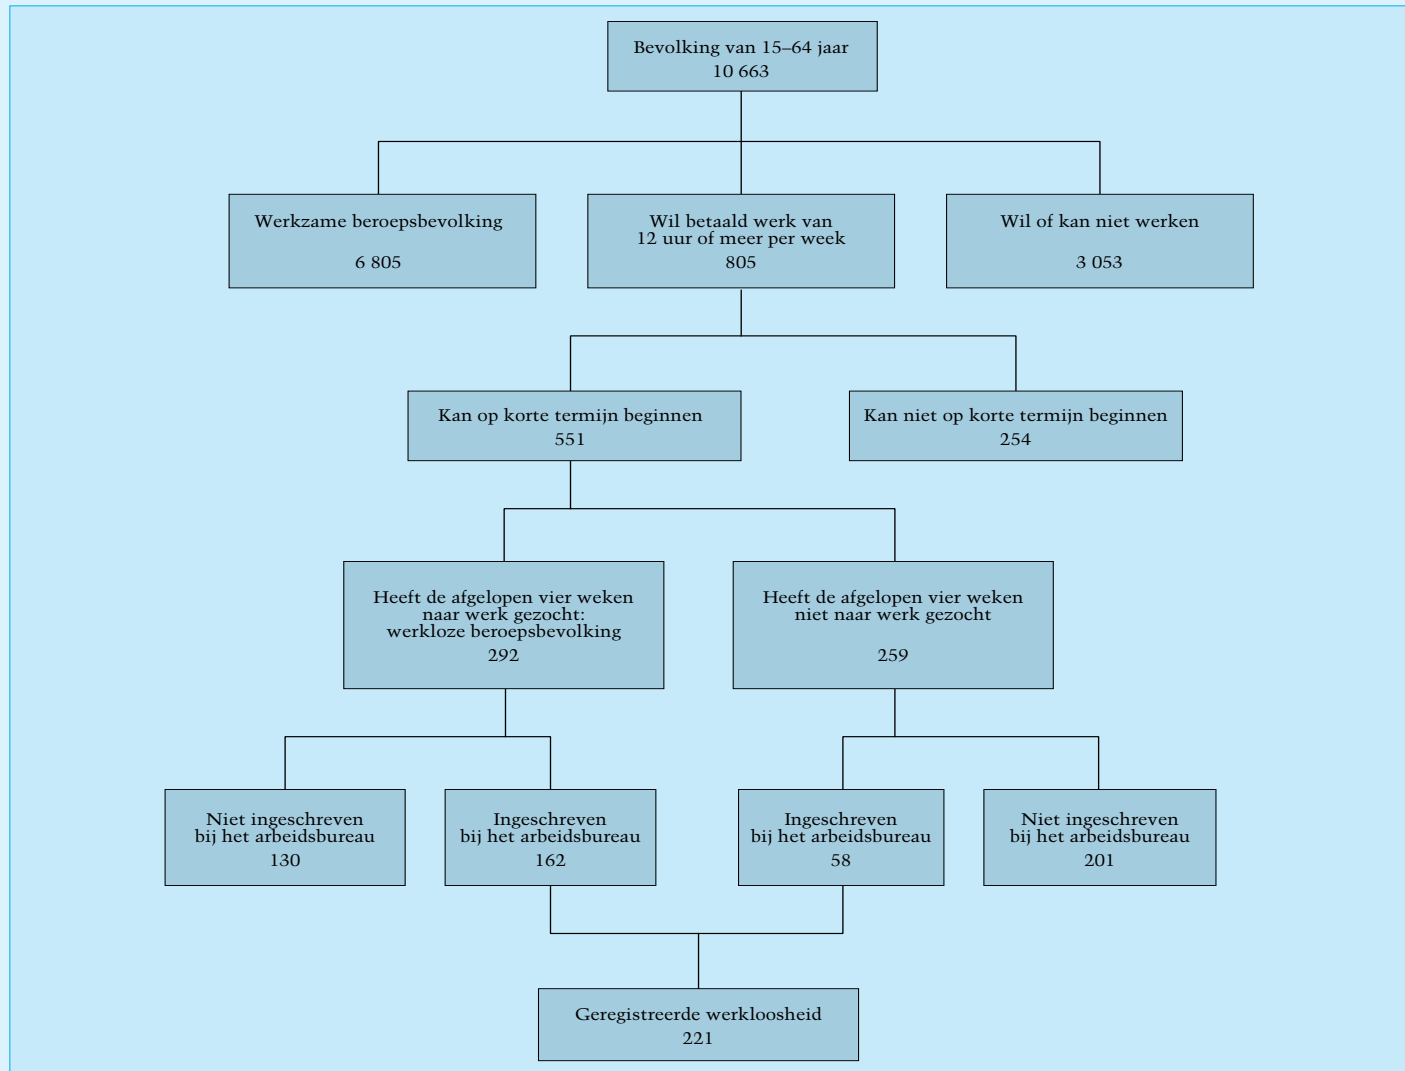 Bevolking van 15–64 jaar
10 663
Werkzame beroepsbevolking
6 805
Wil betaald werk van
12 uur of meer per week
805
Wil of kan niet werken
3 053
Kan op korte termijn beginnen
551
Kan niet op korte termijn beginnen
254
Heeft de afgelopen vier weken
naar werk gezocht:
werkloze beroepsbevolking
292
Heeft de afgelopen vier weken
niet naar werk gezocht
259
Niet ingeschreven
bij het arbeidsbureau
130
Ingeschreven
bij het arbeidsbureau
162
Ingeschreven
bij het arbeidsbureau
58
Niet ingeschreven
bij het arbeidsbureau
201
Geregistreerde werkloosheid
221